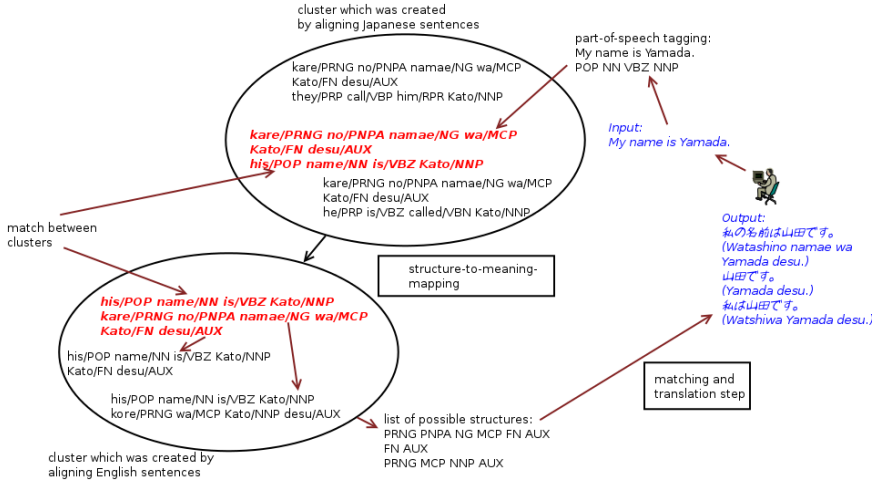 cluster which was created
by aligning Japanese sentences
kare/PRNG no/PNPA namae/NG wa/MCP
Kato/FN desu/AUX
they/PRP call/VBP him/RPR Kato/NNP
kare/PRNG no/PNPA namae/NG wa/MCP
Kato/FN desu/AUX
his/POP name/NN is/VBZ Kato/NNP
kare/PRNG no/PNPA namae/NG wa/MCP
Kato/FN desu/AUX
he/PRP is/VBZ called/VBN Kato/NNP
part-of-speech tagging:
My name is Yamada.
POP NN VBZ NNP
Input:
My name is Yamada.
Output:
私の名前は山田です。
(Watashino namae wa
Yamada desu.)
山田です。
(Yamada desu.)
私は山田です。
(Watshiwa Yamada desu.)
match between
clusters
structure-to-meaning-
mapping
his/POP name/NN is/VBZ Kato/NNP
kare/PRNG no/PNPA namae/NG wa/MCP
Kato/FN desu/AUX
his/POP name/NN is/VBZ Kato/NNP
Kato/FN desu/AUX
his/POP name/NN is/VBZ Kato/NNP
kore/PRNG wa/MCP Kato/NNP desu/AUX
matching and
translation step
list of possible structures:
PRNG PNPA NG MCP FN AUX
FN AUX
PRNG MCP NNP AUX
cluster which was created by
aligning English sentences